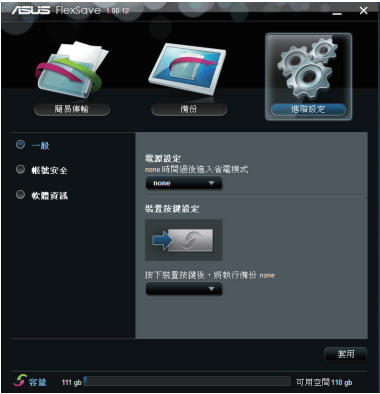 ASUS FlexSave 1.00.12
簡易傳輸
備份
進階設定
一般
帳號安全
軟體資訊
電源設定
none 時間過後進入省電模式
none
裝置按鍵設定
按下裝置按鍵後，將執行備份 none
套用
容量 111 gb 可用空間 110 gb